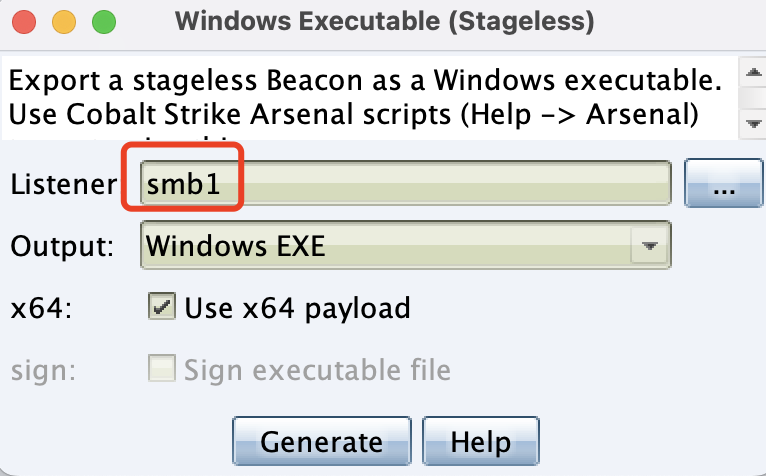 Windows Executable (Stageless)
Export a stageless Beacon as a Windows executable.
Use Cobalt Strike Arsenal scripts (Help -> Arsenal)
Listener smb1 ...
Output: Windows EXE
x64: Use x64 payload
sign: Sign executable file
Generate Help